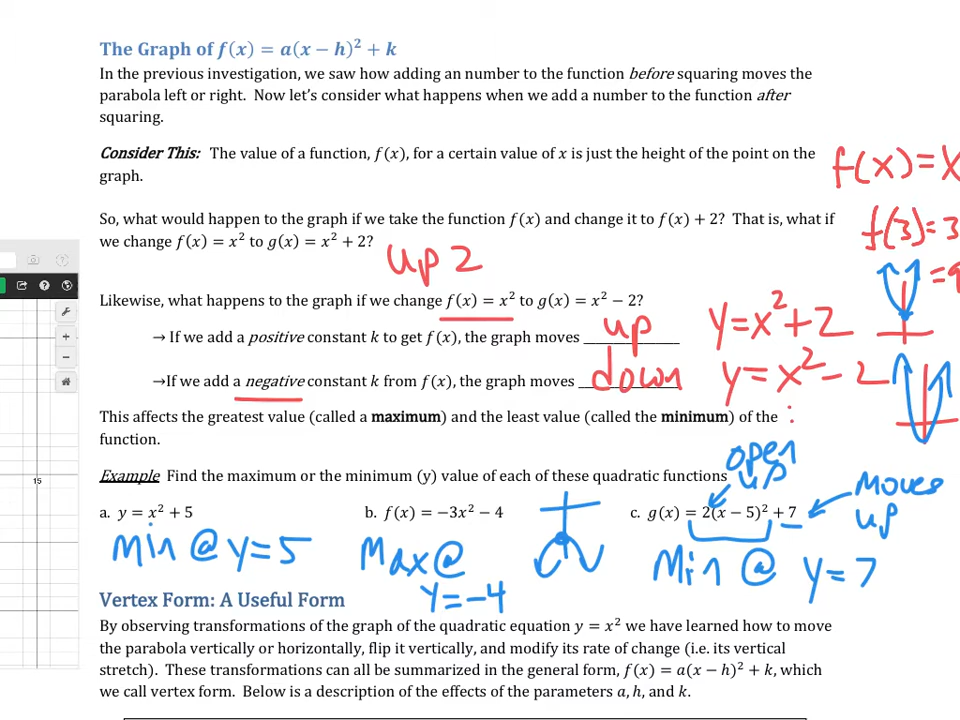 The Graph of f(x) = a(x − h)² + k
In the previous investigation, we saw how adding an number to the function before squaring moves the
parabola left or right. Now let's consider what happens when we add a number to the function after
squaring.
Consider This: The value of a function, f(x), for a certain value of x is just the height of the point on the
graph.
f(x)=x
So, what would happen to the graph if we take the function f(x) and change it to f(x) + 2? That is, what if
we change f(x) = x² to g(x) = x² + 2?
up 2
f(3)=3
=9
Likewise, what happens to the graph if we change f(x) = x² to g(x) = x² − 2?
→ If we add a positive constant k to get f(x), the graph moves up
y=x²+2
→If we add a negative constant k from f(x), the graph moves down
y=x²-2
This affects the greatest value (called a maximum) and the least value (called the minimum) of the
function.
15
Example Find the maximum or the minimum (y) value of each of these quadratic functions
open
up
moves
up
a. y = x² + 5
b. f(x) = −3x² − 4
c. g(x) = 2(x − 5)² + 7
Min @ y=5
Max @
y=-4
Min @ y=7
Vertex Form: A Useful Form
By observing transformations of the graph of the quadratic equation y = x² we have learned how to move
the parabola vertically or horizontally, flip it vertically, and modify its rate of change (i.e. its vertical
stretch). These transformations can all be summarized in the general form, f(x) = a(x − h)² + k, which
we call vertex form. Below is a description of the effects of the parameters a, h, and k.